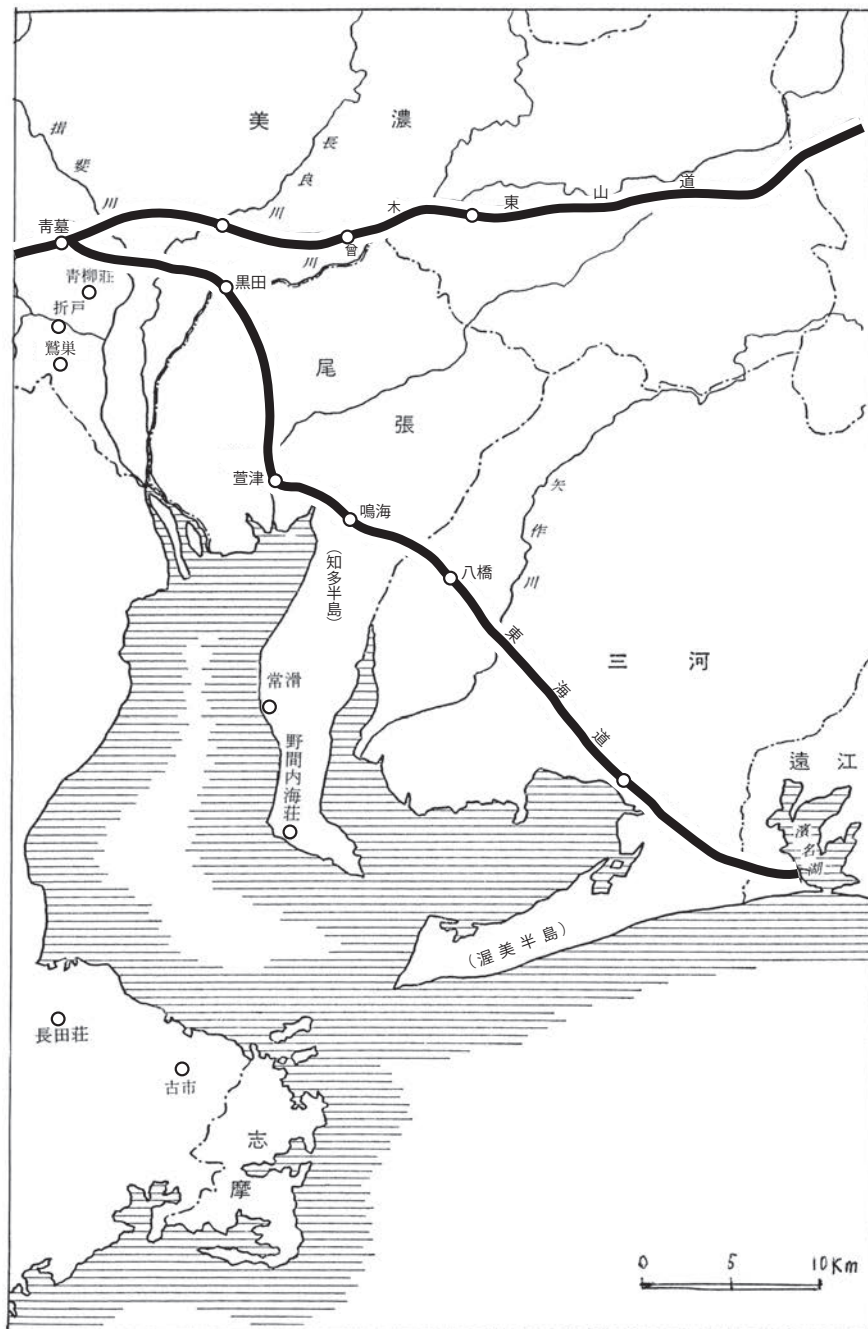 美濃
揖斐川
長良川
木曾川
東山道
青墓
青柳荘
折戸
鷲巣
黒田
尾張
萱津
鳴海
(知多半島)
八橋
矢作川
東海道
三河
常滑
野間内海荘
遠江
濱名湖
(渥美半島)
長田荘
古市
志摩
0 5 10Km